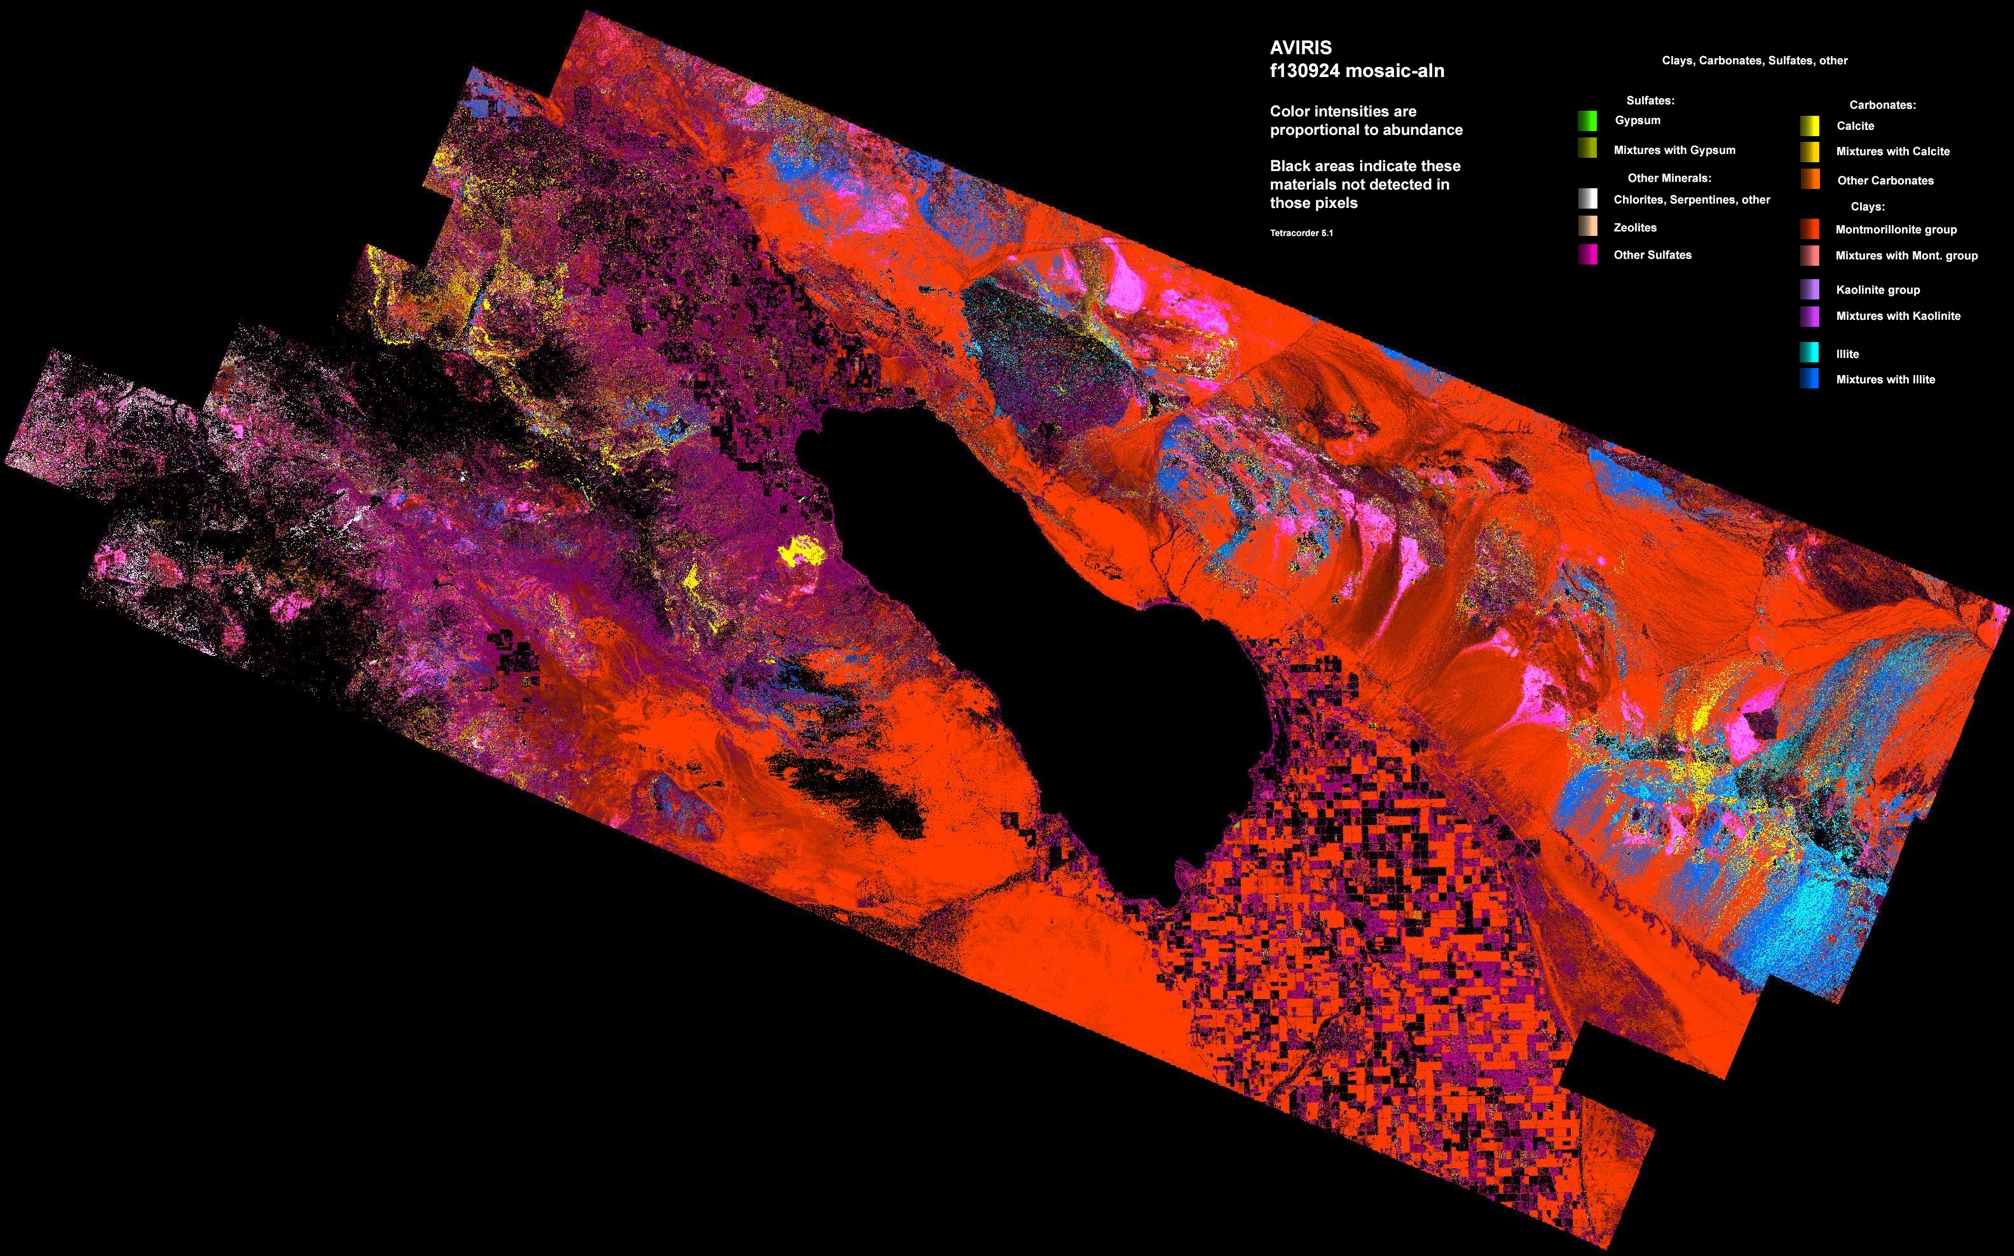 AVIRIS
f130924 mosaic-aln
Color intensities are
proportional to abundance
Black areas indicate these
materials not detected in
those pixels
Tetracorder 5.1
Clays, Carbonates, Sulfates, other
Sulfates:
Gypsum
Mixtures with Gypsum
Other Minerals:
Chlorites, Serpentines, other
Zeolites
Other Sulfates
Carbonates:
Calcite
Mixtures with Calcite
Other Carbonates
Clays:
Montmorillonite group
Mixtures with Mont. group
Kaolinite group
Mixtures with Kaolinite
Illite
Mixtures with Illite